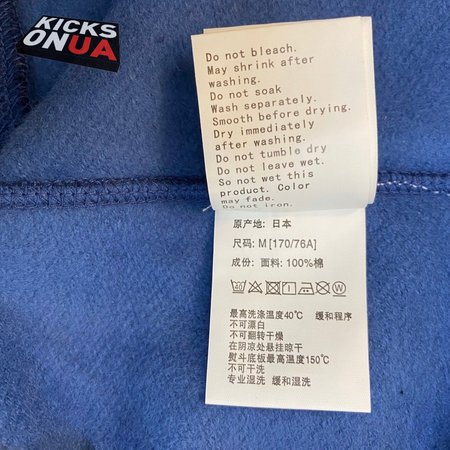 KICKS
ONUA
Do not bleach.
May shrink after
washing.
Do not soak
Wash separately.
Smooth before drying.
Dry immediately
after washing.
Do not tumble dry
Do not leave wet.
So not wet this
product. Color
may fade.
Do not iron.
原产地: 日本
尺码: M [170/76A]
成份: 面料: 100%棉
最高洗涤温度40℃ 缓和程序
不可漂白
不可翻转干燥
在阴凉处悬挂晾干
熨斗底板最高温度150℃
不可干洗
专业湿洗 缓和湿洗